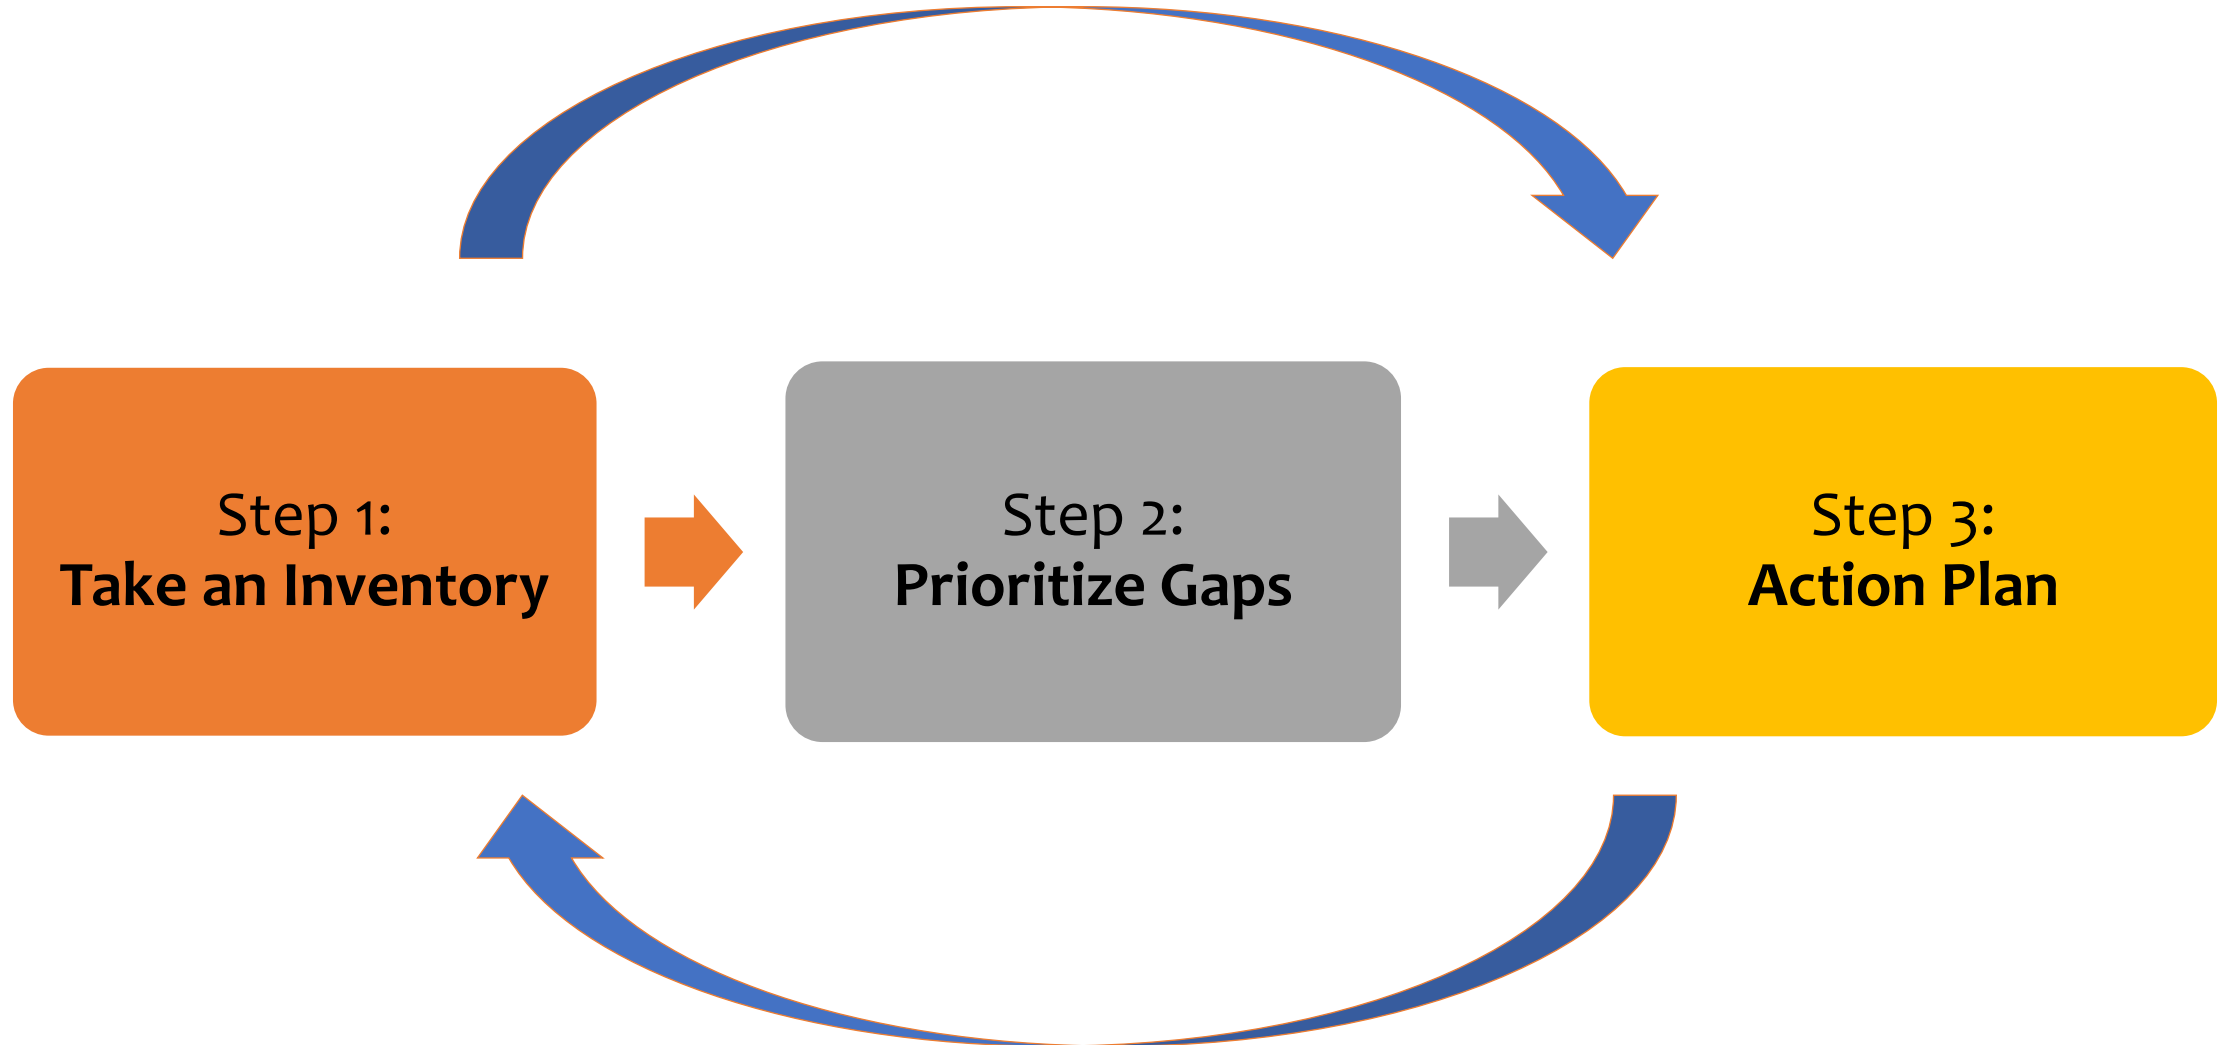 Step 1:
Take an Inventory
Step 2:
Prioritize Gaps
Step 3:
Action Plan